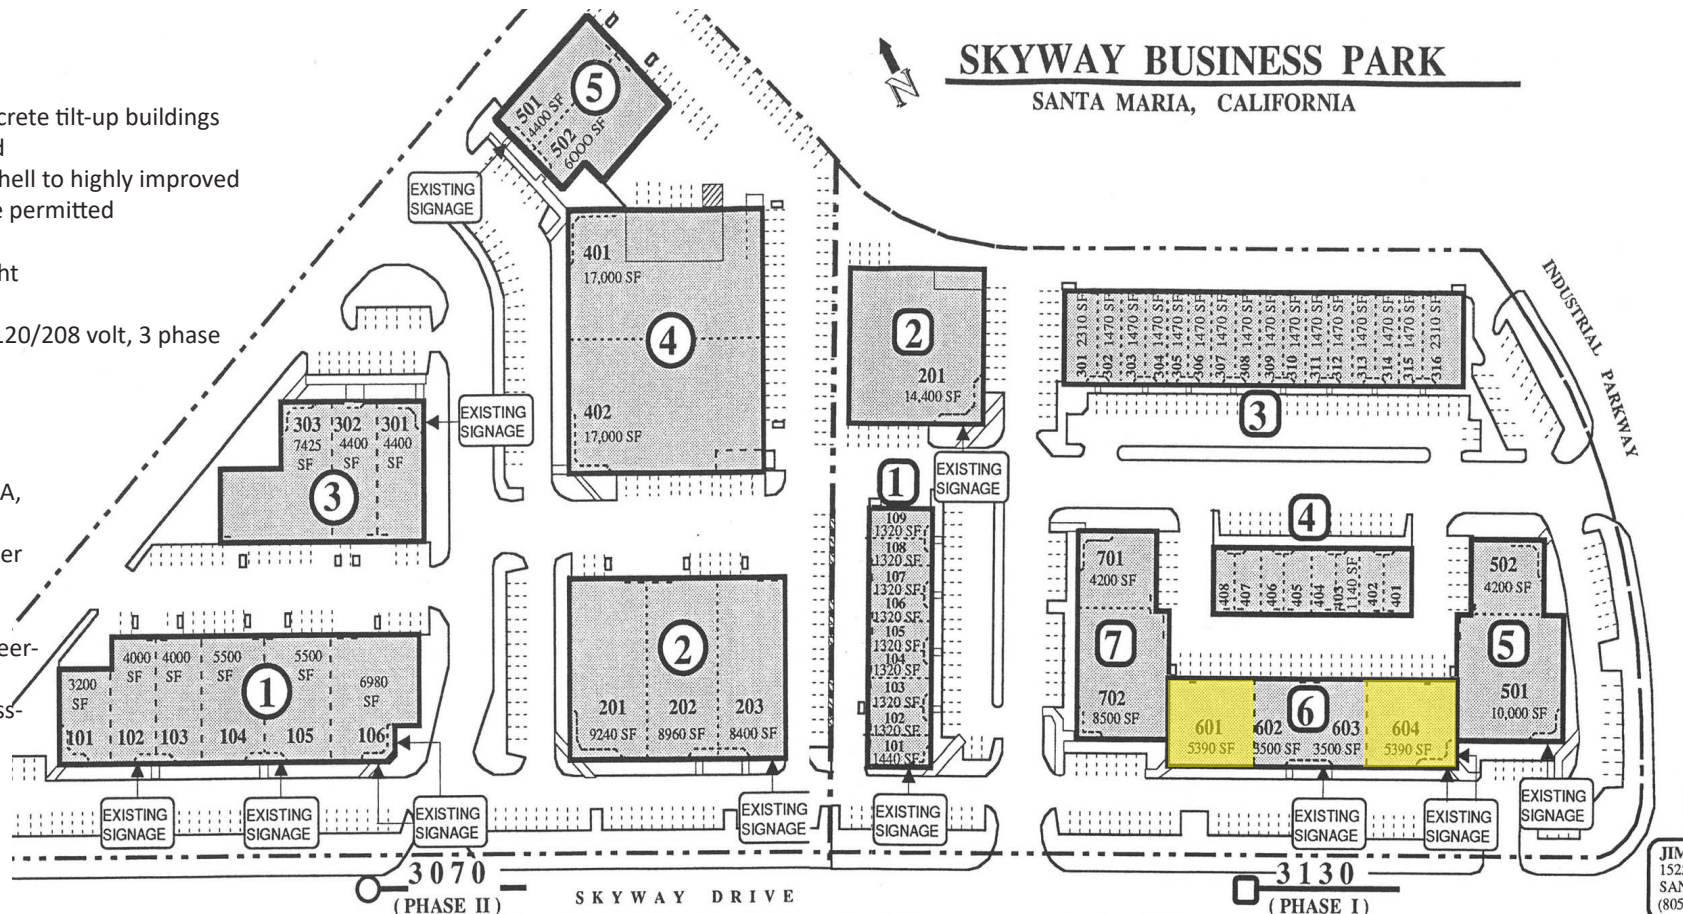 SKYWAY BUSINESS PARK
SANTA MARIA, CALIFORNIA
N
crete tilt-up buildings
d
hell to highly improved
e permitted
ht
120/208 volt, 3 phase
A,
er
eer-
ss-
5
501
4400 SF
502
6000 SF
EXISTING
SIGNAGE
401
17,000 SF
4
402
17,000 SF
303
7425
SF
302
4400
SF
301
4400
SF
3
EXISTING
SIGNAGE
3200
SF
101
4000
SF
102
4000
SF
103
5500
SF
104
5500
SF
105
6980
SF
106
1
EXISTING
SIGNAGE
EXISTING
SIGNAGE
EXISTING
SIGNAGE
2
201
9240 SF
202
8960 SF
203
8400 SF
EXISTING
SIGNAGE
2
201
14,400 SF
EXISTING
SIGNAGE
1
109
1320 SF
108
1320 SF
107
1320 SF
106
1320 SF
105
1320 SF
104
1320 SF
103
1320 SF
102
1320 SF
101
1440 SF
EXISTING
SIGNAGE
301 2310 SF
302 1470 SF
303 1470 SF
304 1470 SF
305 1470 SF
306 1470 SF
307 1470 SF
308 1470 SF
309 1470 SF
310 1470 SF
311 1470 SF
312 1470 SF
313 1470 SF
314 1470 SF
315 1470 SF
316 2310 SF
3
INDUSTRIAL PARKWAY
4
408
407
406
405
404
403
1140 SF
402
401
701
4200 SF
7
702
8500 SF
502
4200 SF
5
501
10,000 SF
6
601
5390 SF
602
3500 SF
603
3500 SF
604
5390 SF
EXISTING
SIGNAGE
EXISTING
SIGNAGE
EXISTING
SIGNAGE
3070
(PHASE II)
SKYWAY DRIVE
3130
(PHASE I)
JIM
152
SAN
(805